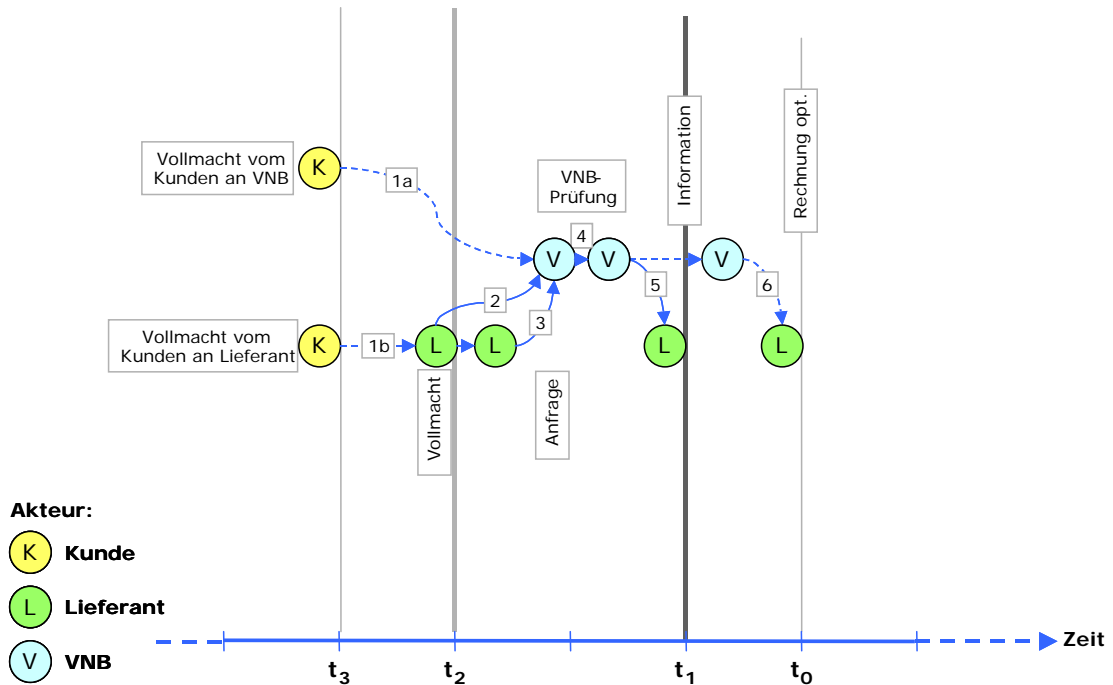 Rechnung opt.
Information
Vollmacht vom
Kunden an VNB
K
1a
VNB-
Prüfung
4
V
V
V
5
6
2
3
Vollmacht vom
Kunden an Lieferant
K
1b
L
L
L
L
Vollmacht
Anfrage
Akteur:
K Kunde
L Lieferant
V VNB
Zeit
t3
t2
t1
t0